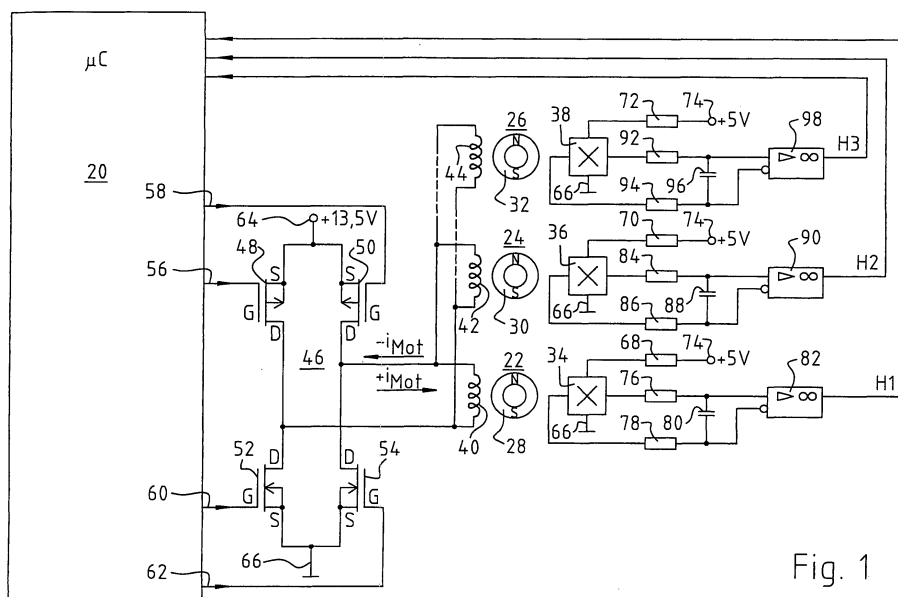 µC
20
58
56
60
62
64
+13,5V
48
50
S
S
G
G
D
D
46
-iMot
+iMot
52
54
D
D
G
G
S
S
66
44
26
N
S
32
38
66
72
74
+5V
92
94
96
98
H3
42
24
N
S
30
36
66
70
74
+5V
84
86
88
90
H2
40
22
N
S
28
34
66
68
74
+5V
76
78
80
82
H1
▷ ∞
▷ ∞
▷ ∞
Fig. 1